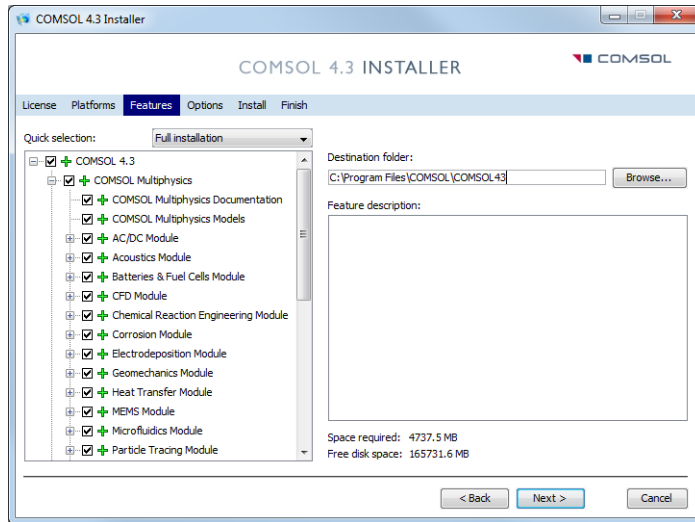 COMSOL 4.3 Installer
COMSOL 4.3 INSTALLER
COMSOL
License Platforms Features Options Install Finish
Quick selection: Full installation
COMSOL 4.3
COMSOL Multiphysics
COMSOL Multiphysics Documentation
COMSOL Multiphysics Models
AC/DC Module
Acoustics Module
Batteries & Fuel Cells Module
CFD Module
Chemical Reaction Engineering Module
Corrosion Module
Electrodeposition Module
Geomechanics Module
Heat Transfer Module
MEMS Module
Microfluidics Module
Particle Tracing Module
Destination folder:
C:\Program Files\COMSOL\COMSOL43
Browse...
Feature description:
Space required: 4737.5 MB
Free disk space: 165731.6 MB
< Back Next > Cancel